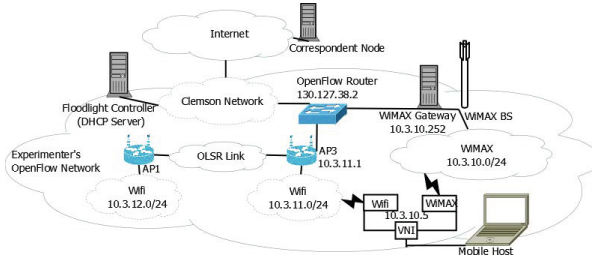 Internet
Correspondent Node
OpenFlow Router
130.127.38.2
Clemson Network
Floodlight Controller
(DHCP Server)
WiMAX Gateway
10.3.10.252
WiMAX BS
Experimenter's
OpenFlow Network
AP1
OLSR Link
AP3
10.3.11.1
WiMAX
10.3.10.0/24
Wifi
10.3.12.0/24
Wifi
10.3.11.0/24
Wifi
WiMAX
10.3.10.5
VNI
Mobile Host